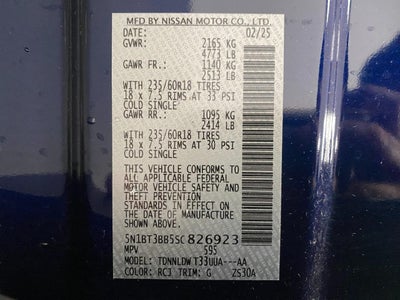 MFD BY NISSAN MOTOR CO., LTD.
DATE: 02/25
GVWR: 2165 KG
4773 LB
GAWR FR.: 1140 KG
2513 LB
WITH 235/60R18 TIRES
18 x 7.5 RIMS AT 33 PSI
COLD SINGLE
GAWR RR.: 1095 KG
2414 LB
WITH 235/60R18 TIRES
18 x 7.5 RIMS AT 30 PSI
COLD SINGLE
THIS VEHICLE CONFORMS TO
ALL APPLICABLE FEDERAL
MOTOR VEHICLE SAFETY
AND THEFT PREVENTION
STANDARDS IN EFFECT ON
THE DATE OF MANUFACTURE
SHOWN ABOVE.
5N1BT3BB5SC826923
MPV 595
MODEL: TDNNLDWT33UUA---AA
COLOR: RCJ TRIM: G ZS30A